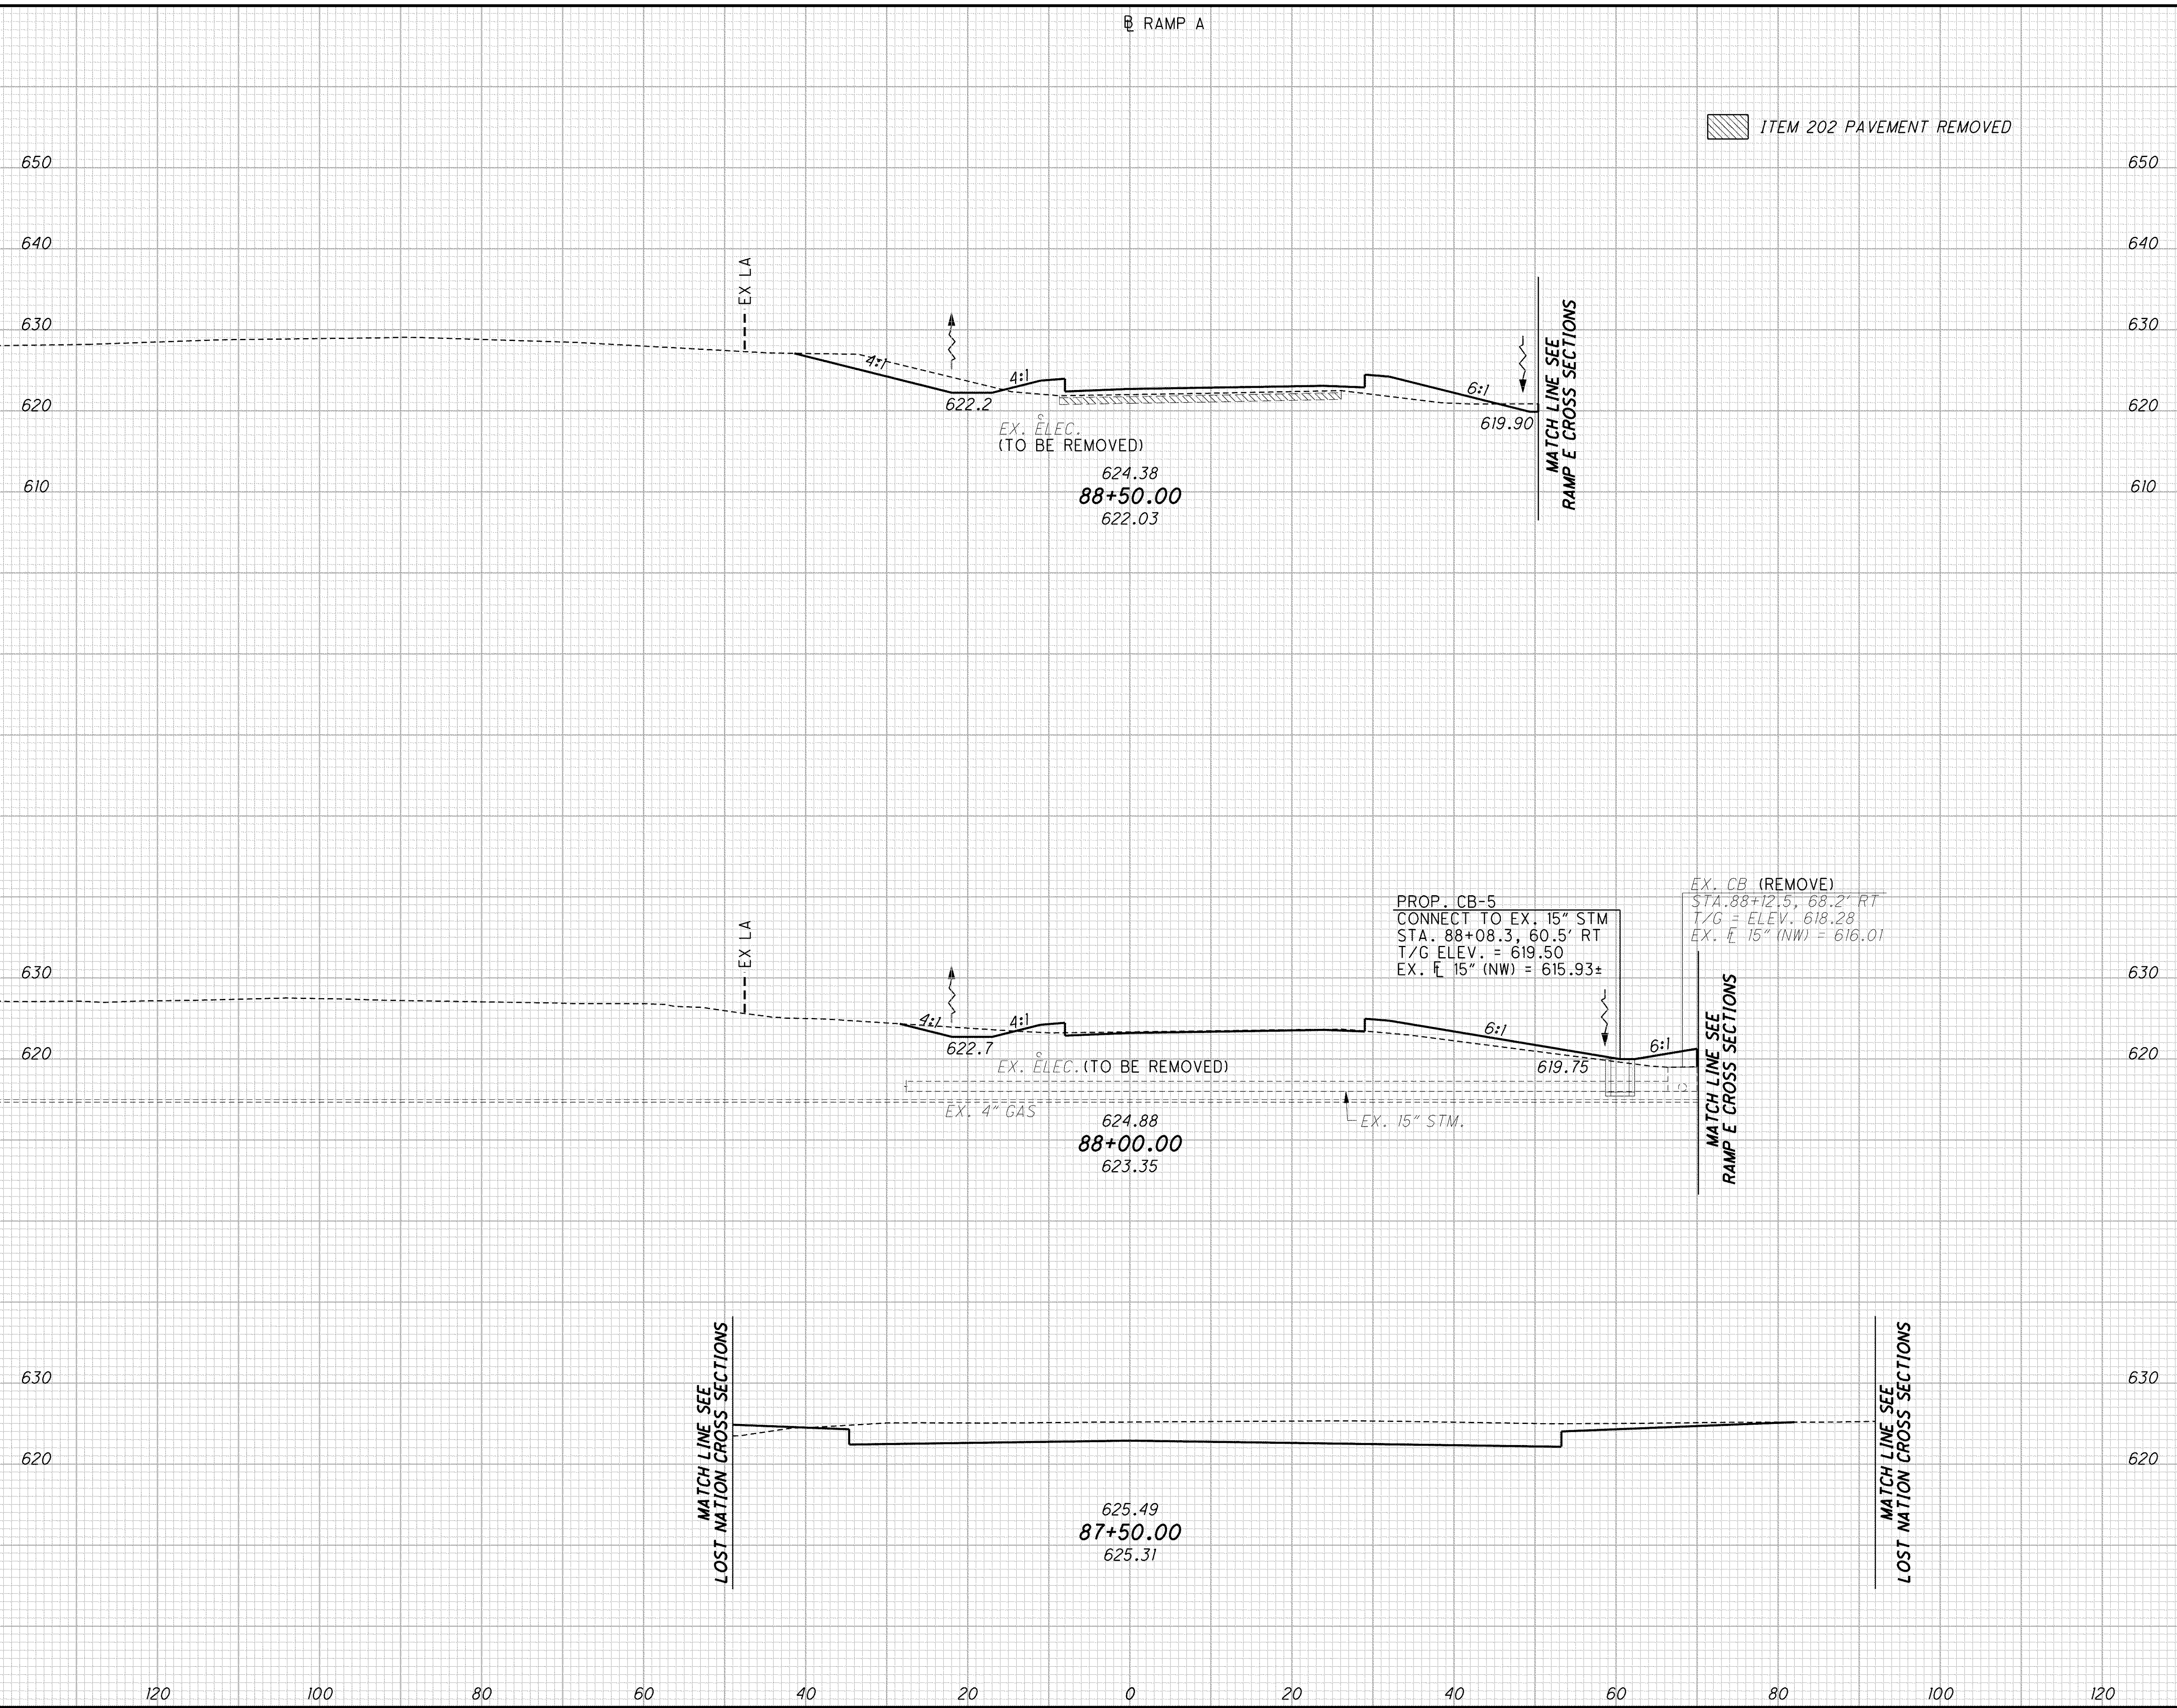 ℄ RAMP A
ITEM 202 PAVEMENT REMOVED
650
650
640
640
EX LA
630
630
MATCH LINE SEE
RAMP E CROSS SECTIONS
4:1
4:1
6:1
620
622.2
619.90
620
EX. ELEC.
(TO BE REMOVED)
624.38
610
88+50.00
610
622.03
EX. CB (REMOVE)
STA.88+12.5, 68.2' RT
T/G = ELEV. 618.28
EX. ℄ 15" (NW) = 616.01
PROP. CB-5
CONNECT TO EX. 15" STM
STA. 88+08.3, 60.5' RT
T/G ELEV. = 619.50
EX. ℄ 15" (NW) = 615.93±
EX LA
630
630
MATCH LINE SEE
RAMP E CROSS SECTIONS
4:1
4:1
6:1
6:1
620
622.7
620
EX. ELEC. (TO BE REMOVED)
619.75
EX. 4" GAS
624.88
EX. 15" STM.
88+00.00
623.35
MATCH LINE SEE
LOST NATION CROSS SECTIONS
MATCH LINE SEE
LOST NATION CROSS SECTIONS
630
630
620
620
625.49
87+50.00
625.31
120 100 80 60 40 20 0 20 40 60 80 100 120